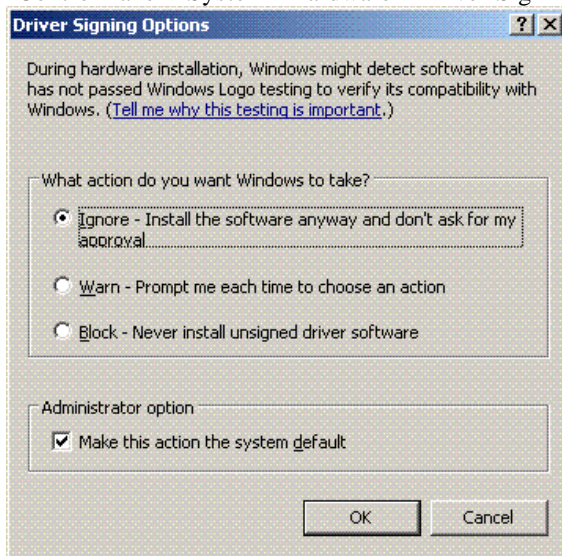 Driver Signing Options
During hardware installation, Windows might detect software that
has not passed Windows Logo testing to verify its compatibility with
Windows. (Tell me why this testing is important.)
What action do you want Windows to take?
Ignore - Install the software anyway and don't ask for my
approval
Warn - Prompt me each time to choose an action
Block - Never install unsigned driver software
Administrator option
Make this action the system default
OK Cancel